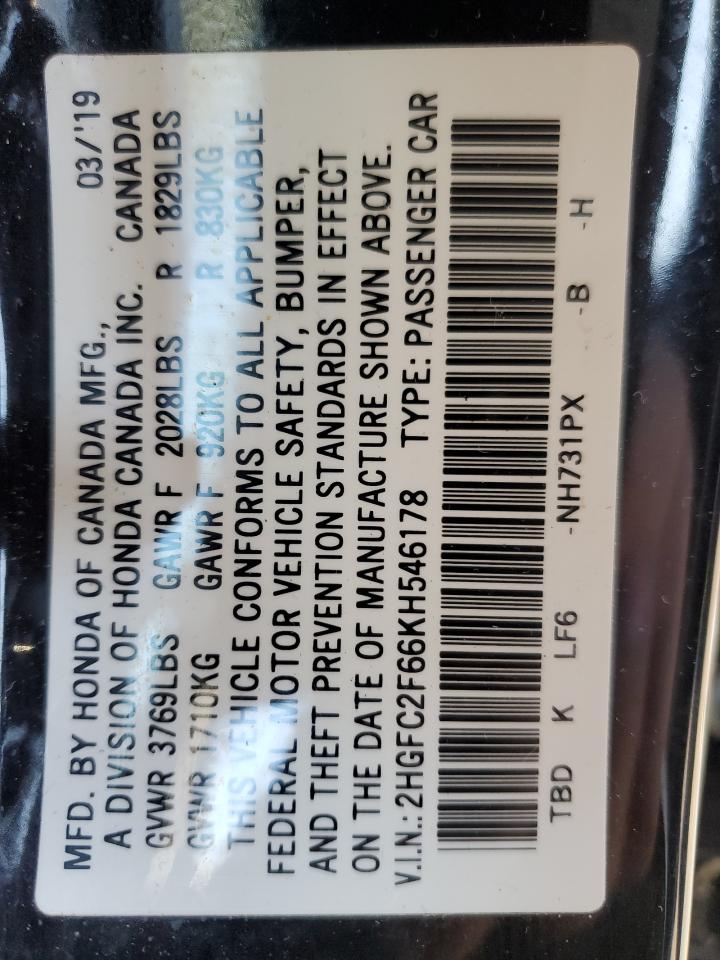 MFD. BY HONDA OF CANADA MFG., 03/'19
A DIVISION OF HONDA CANADA INC. CANADA
GVWR 3769LBS GAWR F 2028LBS R 1829LBS
GVWR 1710KG GAWR F 920KG R 830KG
THIS VEHICLE CONFORMS TO ALL APPLICABLE
FEDERAL MOTOR VEHICLE SAFETY, BUMPER,
AND THEFT PREVENTION STANDARDS IN EFFECT
ON THE DATE OF MANUFACTURE SHOWN ABOVE.
V.I.N.: 2HGFC2F66KH546178 TYPE: PASSENGER CAR
TBD K LF6 -NH731PX -B -H